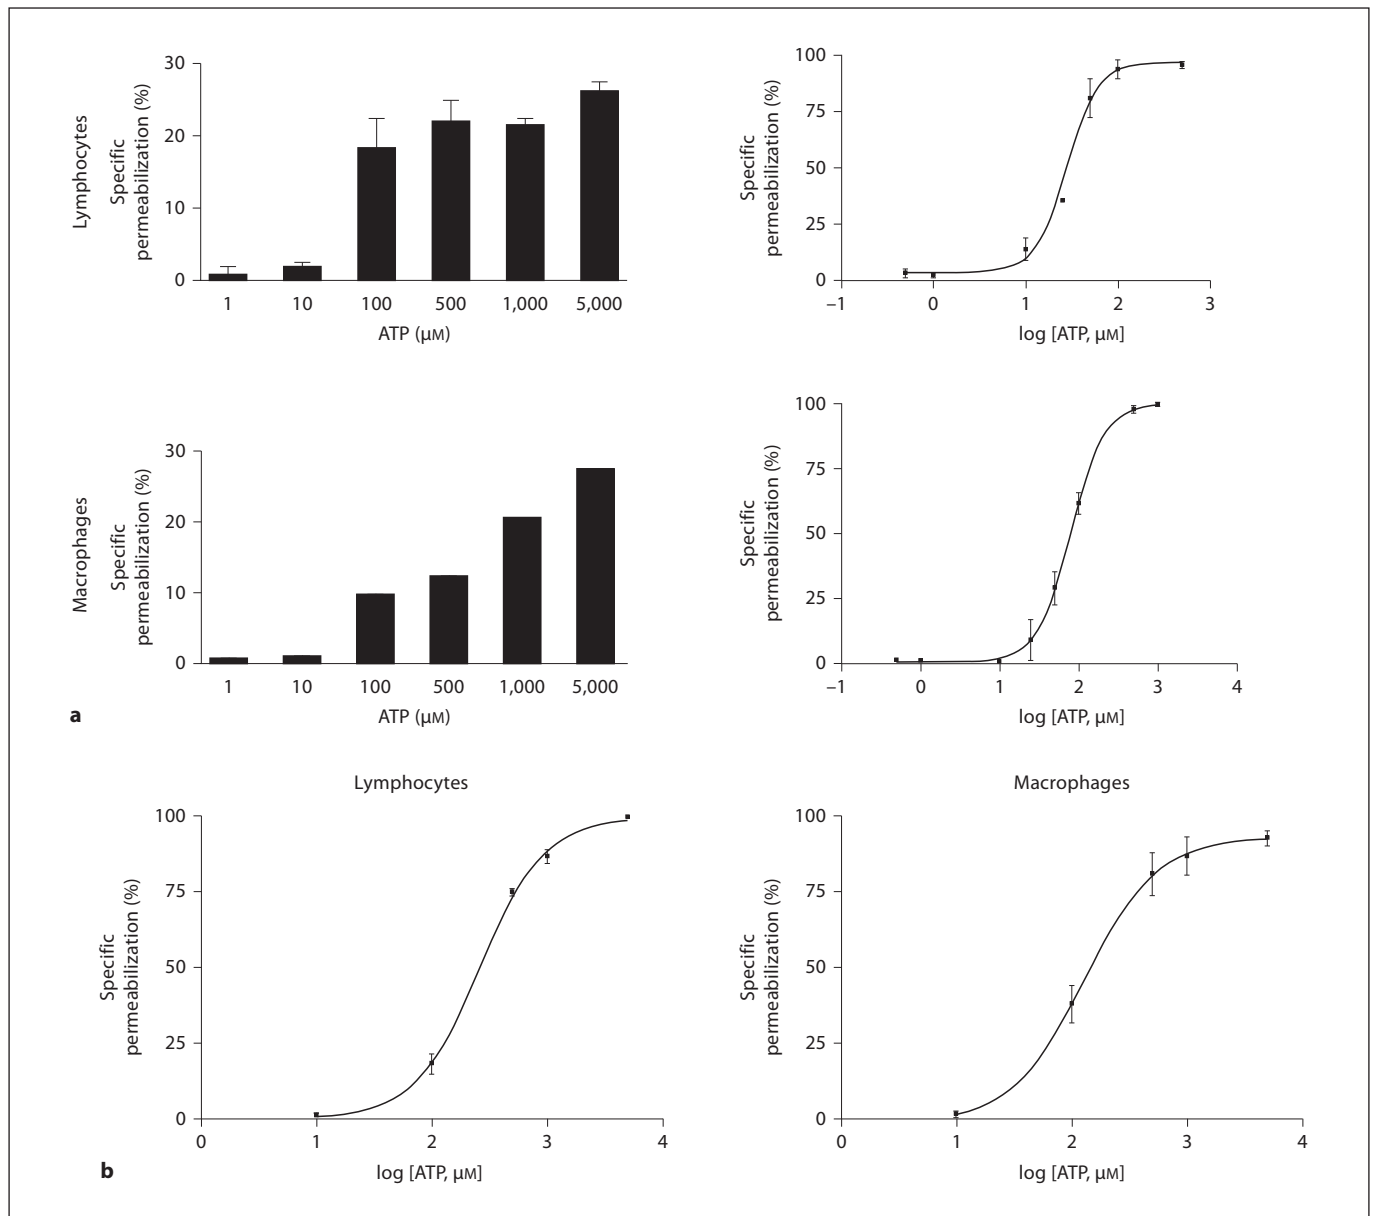 Lymphocytes
Specific
permeabilization (%)
30
20
10
0
1 10 100 500 1,000 5,000
ATP (µM)
Specific
permeabilization (%)
100
75
50
25
0
–1 0 1 2 3
log [ATP, µM]
Macrophages
Specific
permeabilization (%)
30
20
10
0
1 10 100 500 1,000 5,000
ATP (µM)
a
Specific
permeabilization (%)
100
75
50
25
0
–1 0 1 2 3 4
log [ATP, µM]
Lymphocytes
Specific
permeabilization (%)
100
75
50
25
0
0 1 2 3 4
log [ATP, µM]
b
Macrophages
Specific
permeabilization (%)
100
75
50
25
0
0 1 2 3 4
log [ATP, µM]